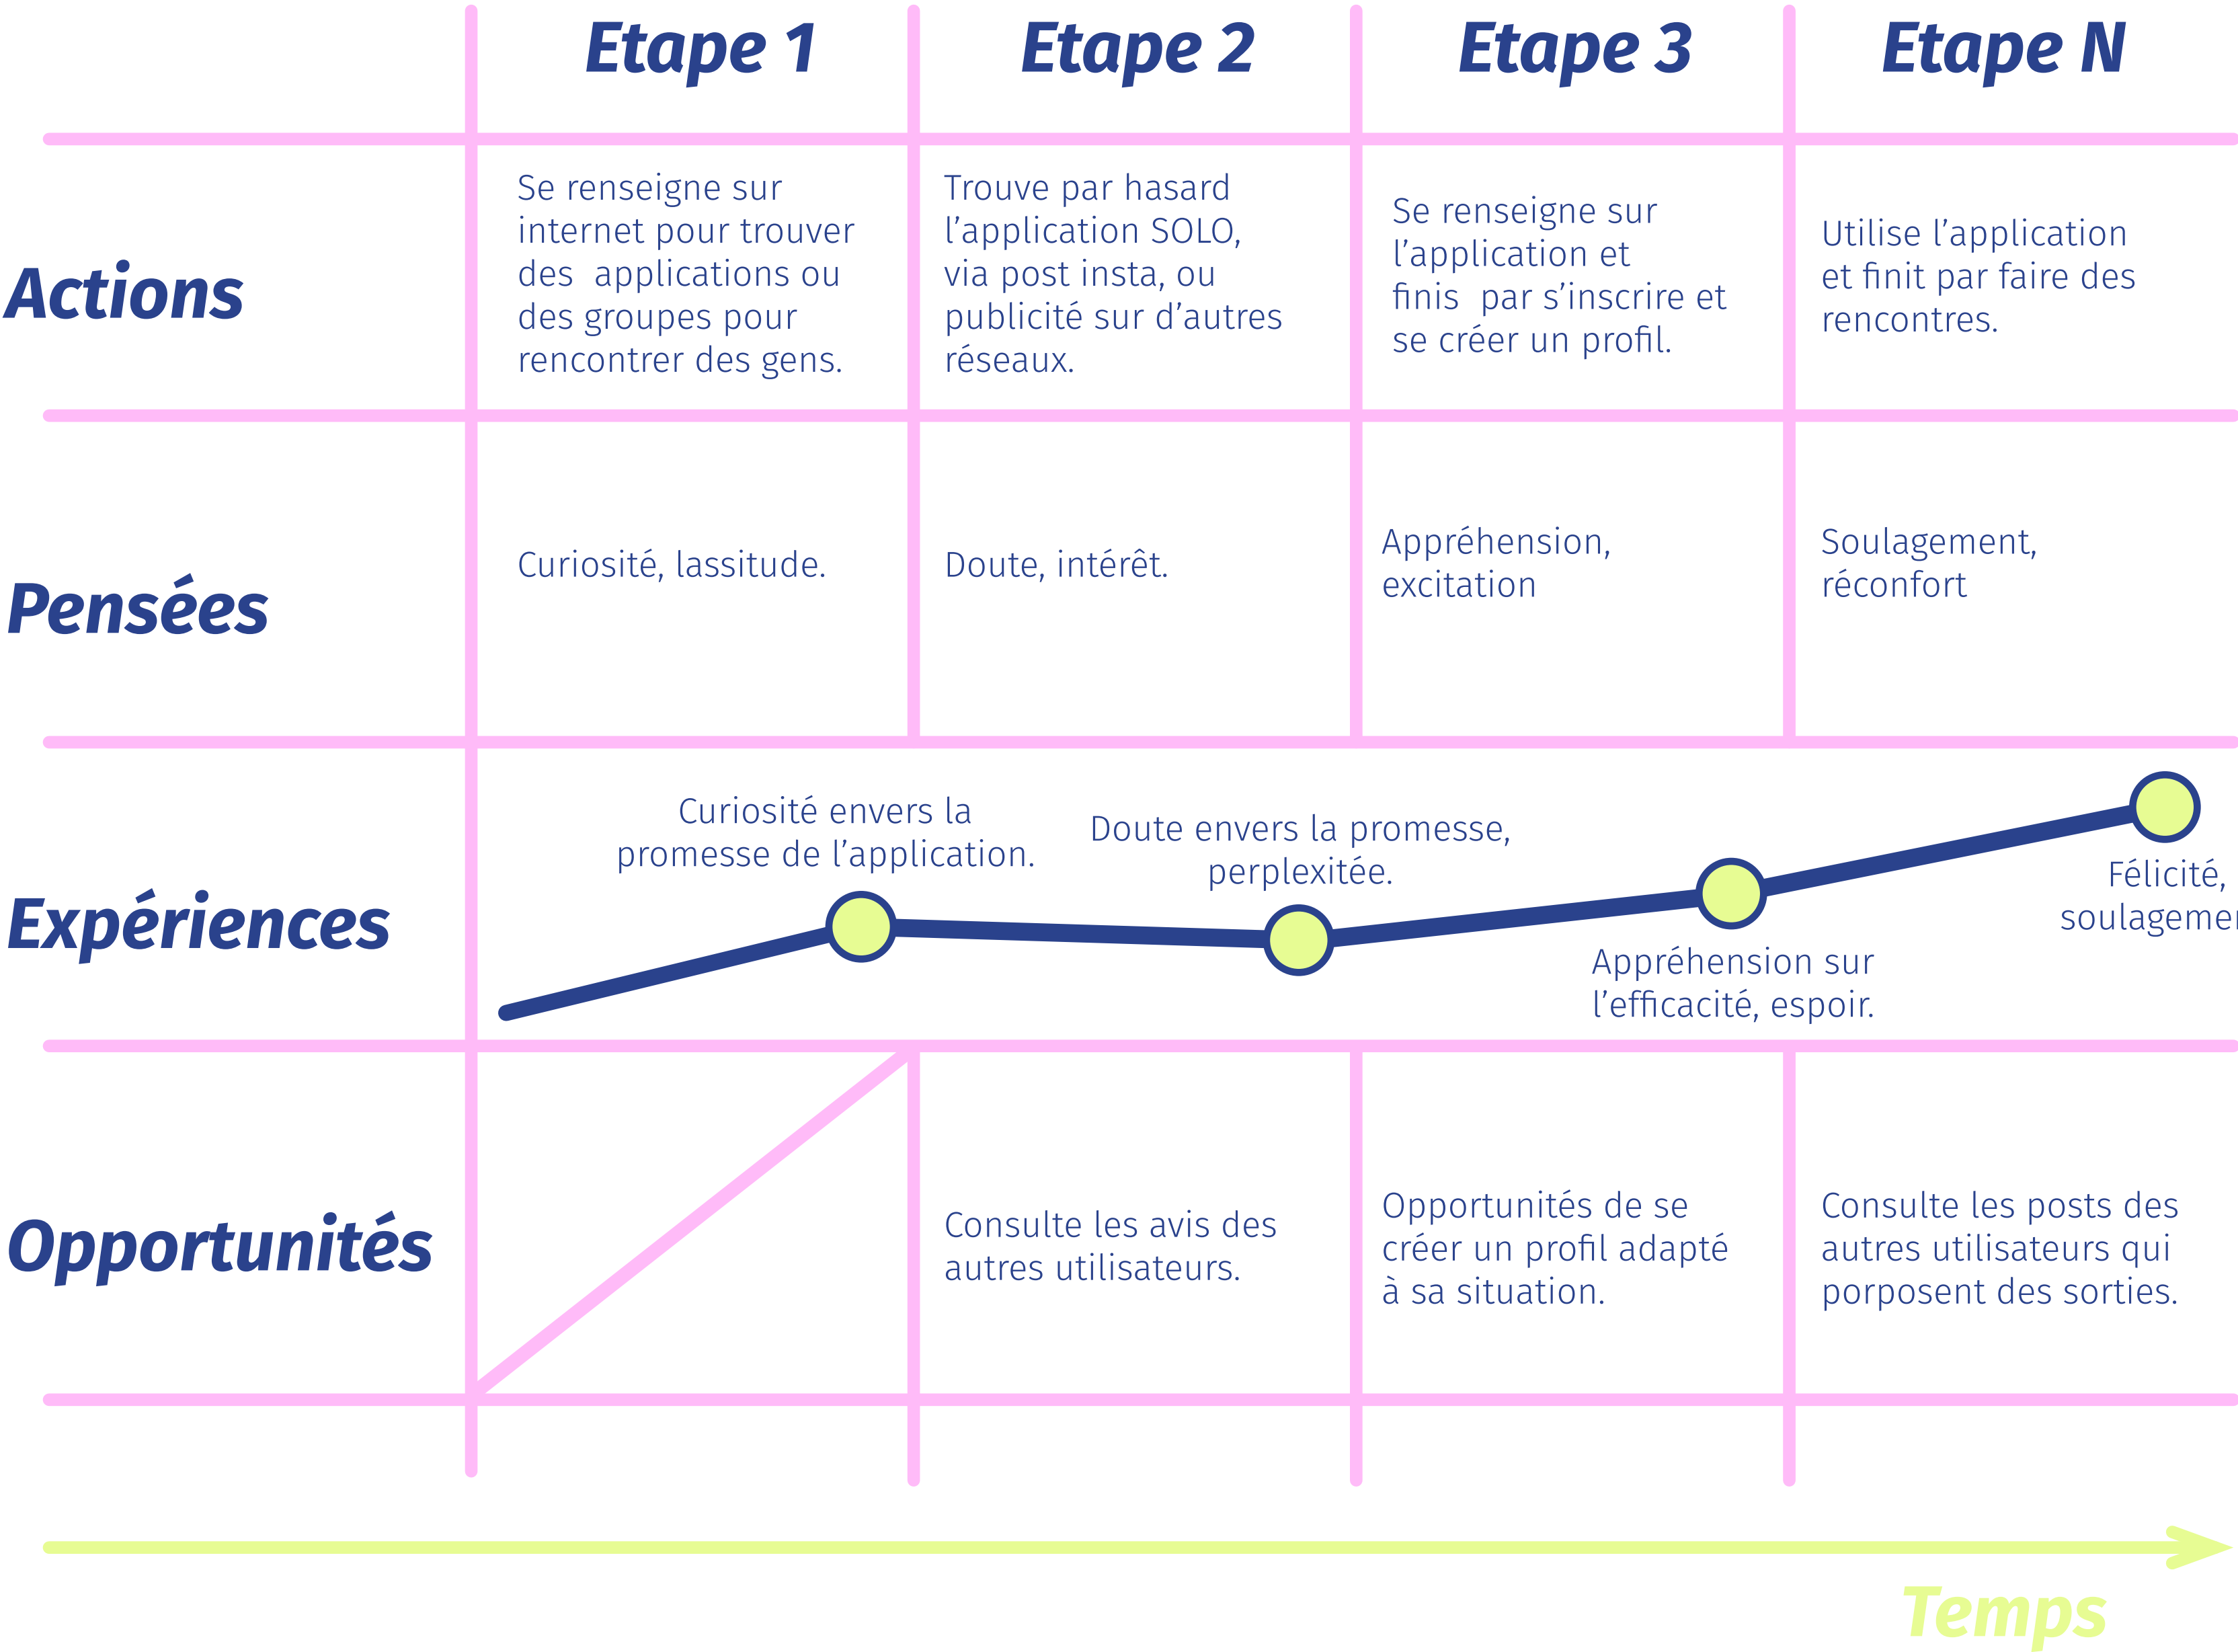 Etape 1
Etape 2
Etape 3
Etape N
Actions
Se renseigne sur
internet pour trouver
des  applications ou
des groupes pour
rencontrer des gens.
Trouve par hasard
l’application SOLO,
via post insta, ou
publicité sur d’autres
réseaux.
Se renseigne sur
l’application et
finis  par s’inscrire et
se créer un profil.
Utilise l’application
et finit par faire des
rencontres.
Pensées
Curiosité, lassitude.
Doute, intérêt.
Appréhension,
excitation
Soulagement,
réconfort
Expériences
Curiosité envers la
promesse de l’application.
Doute envers la promesse,
perplexitée.
Appréhension sur
l’efficacité, espoir.
Félicité,
soulagemen
Opportunités
Consulte les avis des
autres utilisateurs.
Opportunités de se
créer un profil adapté
à sa situation.
Consulte les posts des
autres utilisateurs qui
porposent des sorties.
Temps